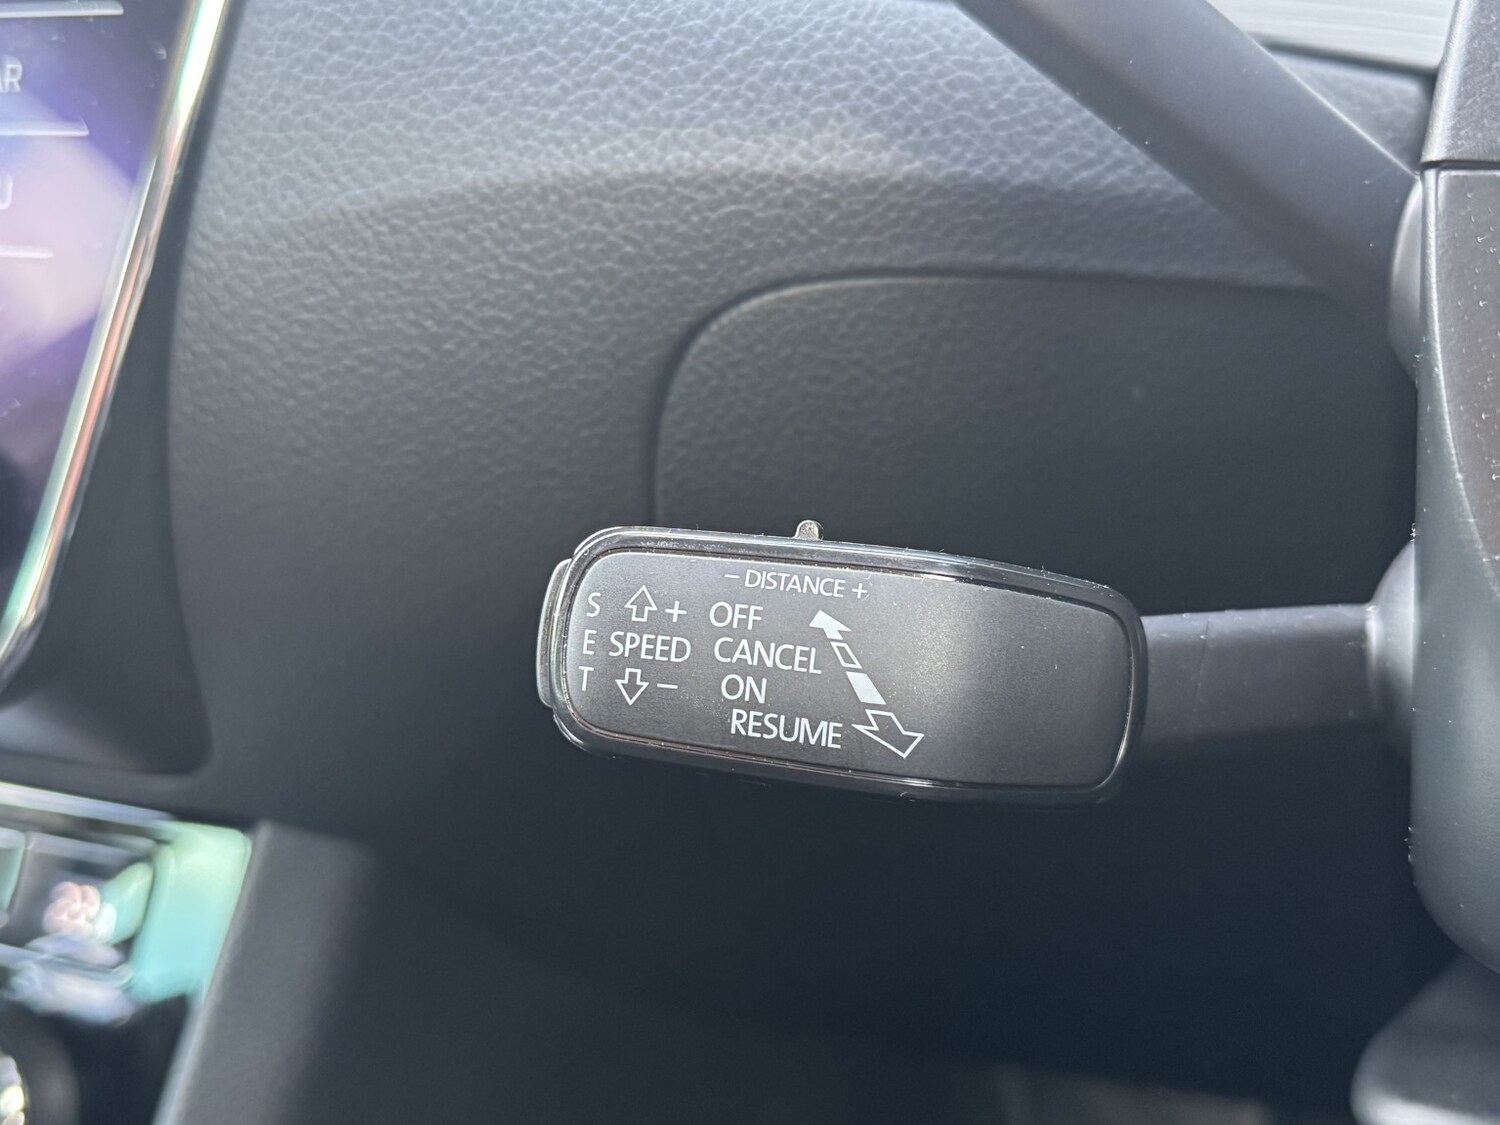 – DISTANCE +
S + OFF
E SPEED CANCEL
T – ON
RESUME